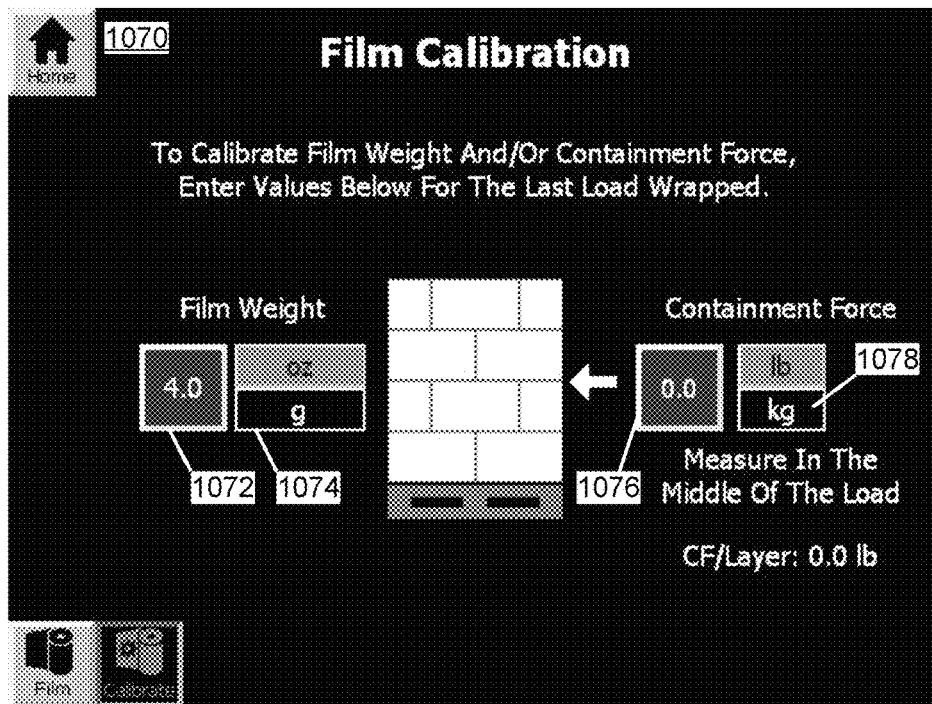 Home
1070
Film Calibration
To Calibrate Film Weight And/Or Containment Force,
Enter Values Below For The Last Load Wrapped.
Film Weight
Containment Force
4.0
oz
g
0.0
lb
kg
1078
1072
1074
1076
Measure In The
Middle Of The Load
CF/Layer: 0.0 lb
Film
Calibrate